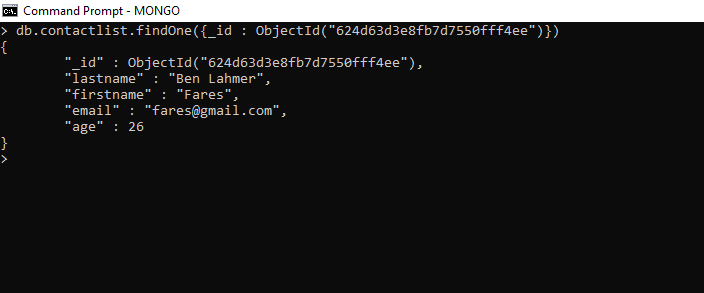 Command Prompt - MONGO
> db.contactlist.findOne({_id : ObjectId("624d63d3e8fb7d7550fff4ee")})
{
"_id" : ObjectId("624d63d3e8fb7d7550fff4ee"),
"lastname" : "Ben Lahmer",
"firstname" : "Fares",
"email" : "fares@gmail.com",
"age" : 26
}
>